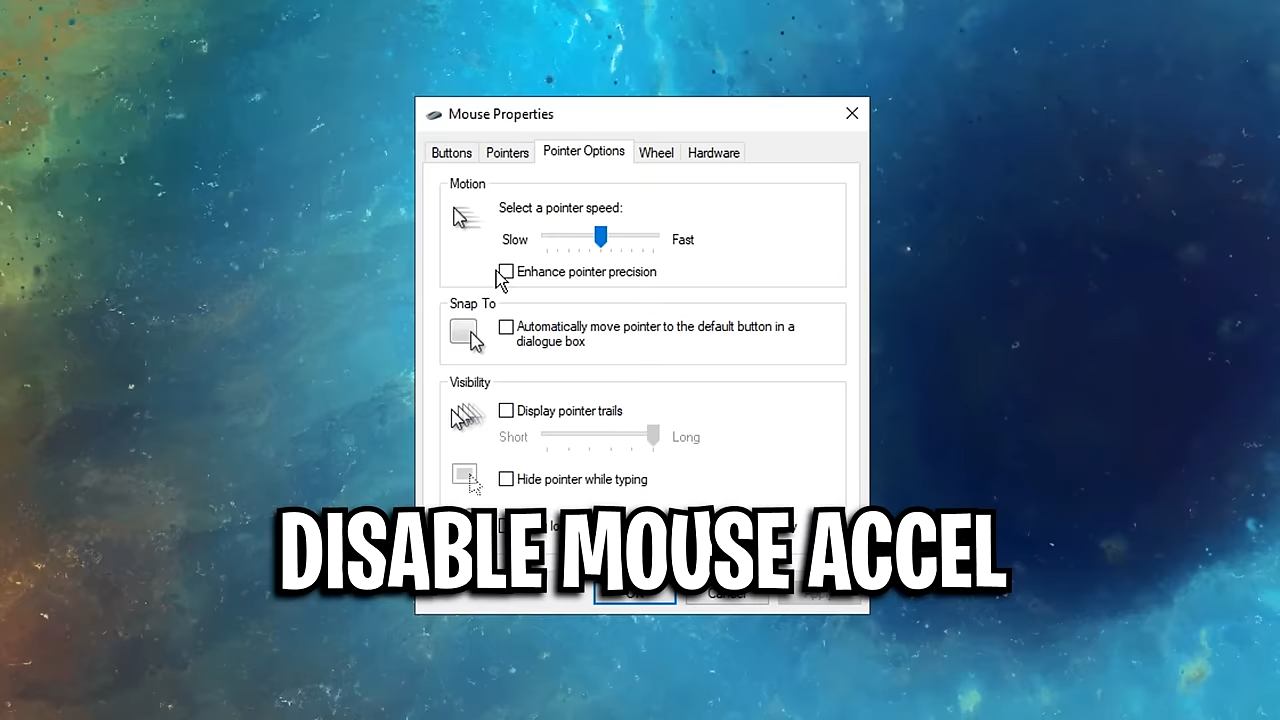 Mouse Properties
Buttons Pointers Pointer Options Wheel Hardware
Motion
Select a pointer speed:
Slow Fast
Enhance pointer precision
Snap To
Automatically move pointer to the default button in a
dialogue box
Visibility
Display pointer trails
Short Long
Hide pointer while typing
DISABLE MOUSE ACCEL
Cancel